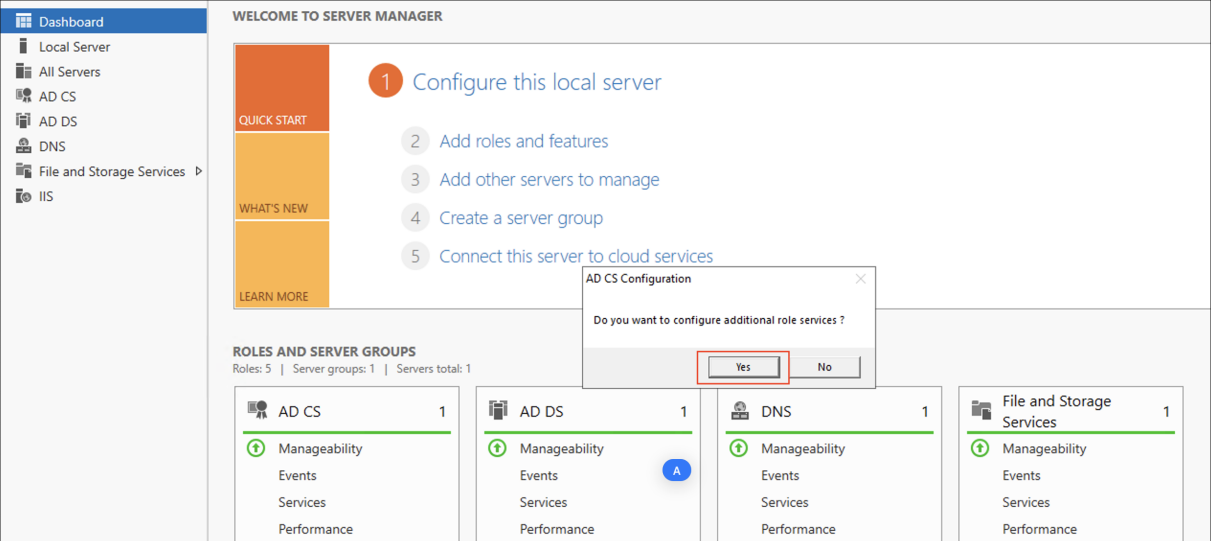 Dashboard
Local Server
All Servers
AD CS
AD DS
DNS
File and Storage Services
IIS
WELCOME TO SERVER MANAGER
QUICK START
WHAT'S NEW
LEARN MORE
1 Configure this local server
2 Add roles and features
3 Add other servers to manage
4 Create a server group
5 Connect this server to cloud services
AD CS Configuration
Do you want to configure additional role services ?
Yes No
ROLES AND SERVER GROUPS
Roles: 5 | Server groups: 1 | Servers total: 1
AD CS 1
Manageability
Events
Services
Performance
AD DS 1
Manageability
Events
Services
Performance
A
DNS 1
Manageability
Events
Services
Performance
File and Storage
Services 1
Manageability
Events
Services
Performance